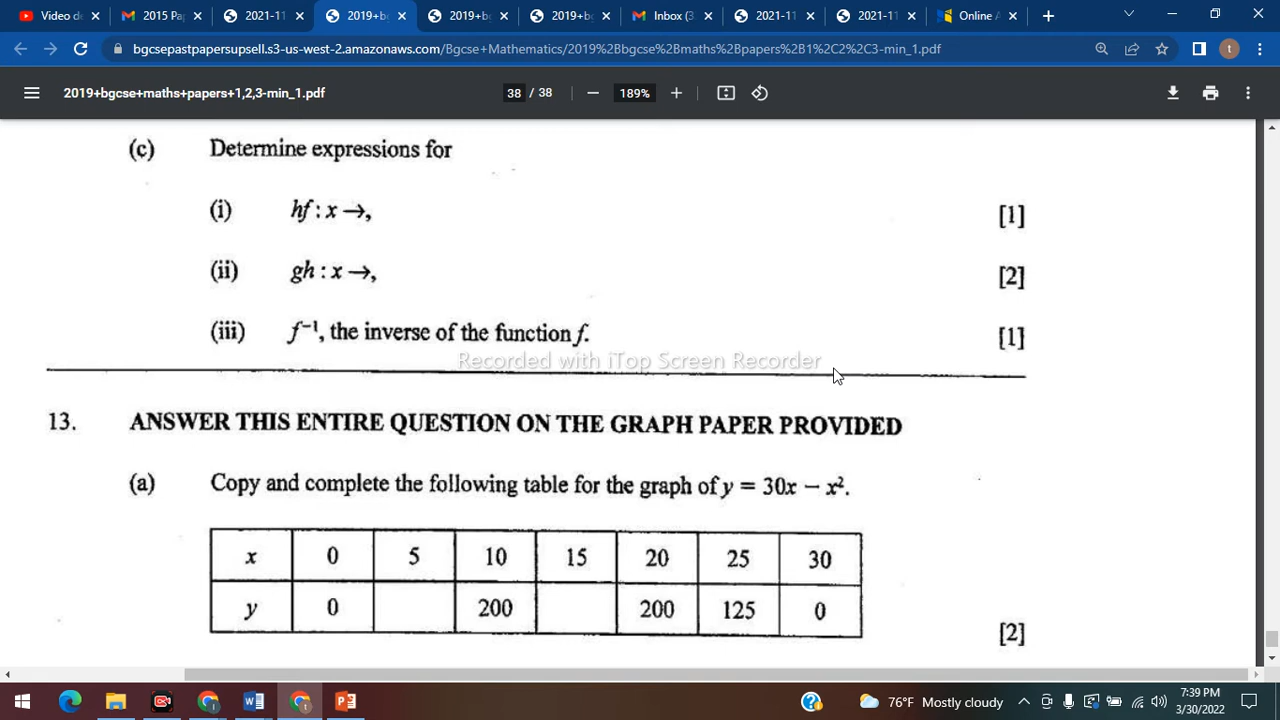 Video de
2015 Pa
2021-11
2019+b
2019+bg
2019+bg
Inbox (3
2021-11
2021-11
Online A
bgcsepastpapersupsell.s3-us-west-2.amazonaws.com/Bgcse+Mathematics/2019%2Bbgcse%2Bmaths%2Bpapers%2B1%2C2%2C3-min_1.pdf
t
2019+bgcse+maths+papers+1,2,3-min_1.pdf
38 / 38
189%
(c) Determine expressions for
(i) hf : x →, [1]
(ii) gh : x →, [2]
(iii) f⁻¹, the inverse of the function f. [1]
Recorded with iTop Screen Recorder
13. ANSWER THIS ENTIRE QUESTION ON THE GRAPH PAPER PROVIDED
(a) Copy and complete the following table for the graph of y = 30x − x².
x 0 5 10 15 20 25 30
y 0 200 200 125 0
[2]
76°F Mostly cloudy
7:39 PM
3/30/2022